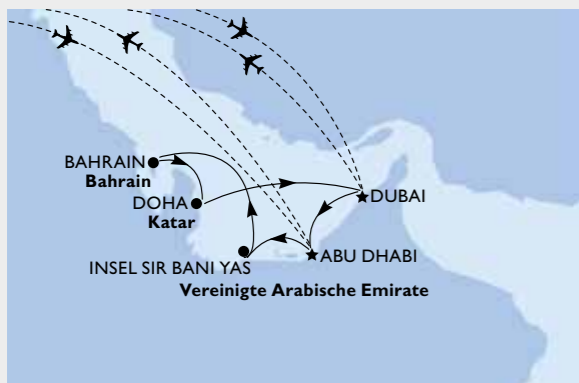 BAHRAIN
Bahrain
DOHA
Katar
DUBAI
ABU DHABI
INSEL SIR BANI YAS
Vereinigte Arabische Emirate